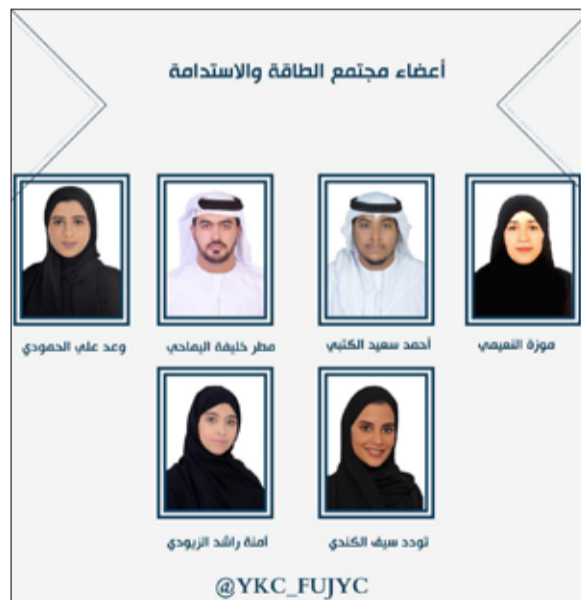 أعضاء مجتمع الطاقة والاستدامة
موزة النعيمي
أحمد سعيد الكتبي
مطر خليفة اليماحي
وعد علي الحمودي
تودد سيف الكندي
آمنة راشد الزيودي
@YKC_FUJYC